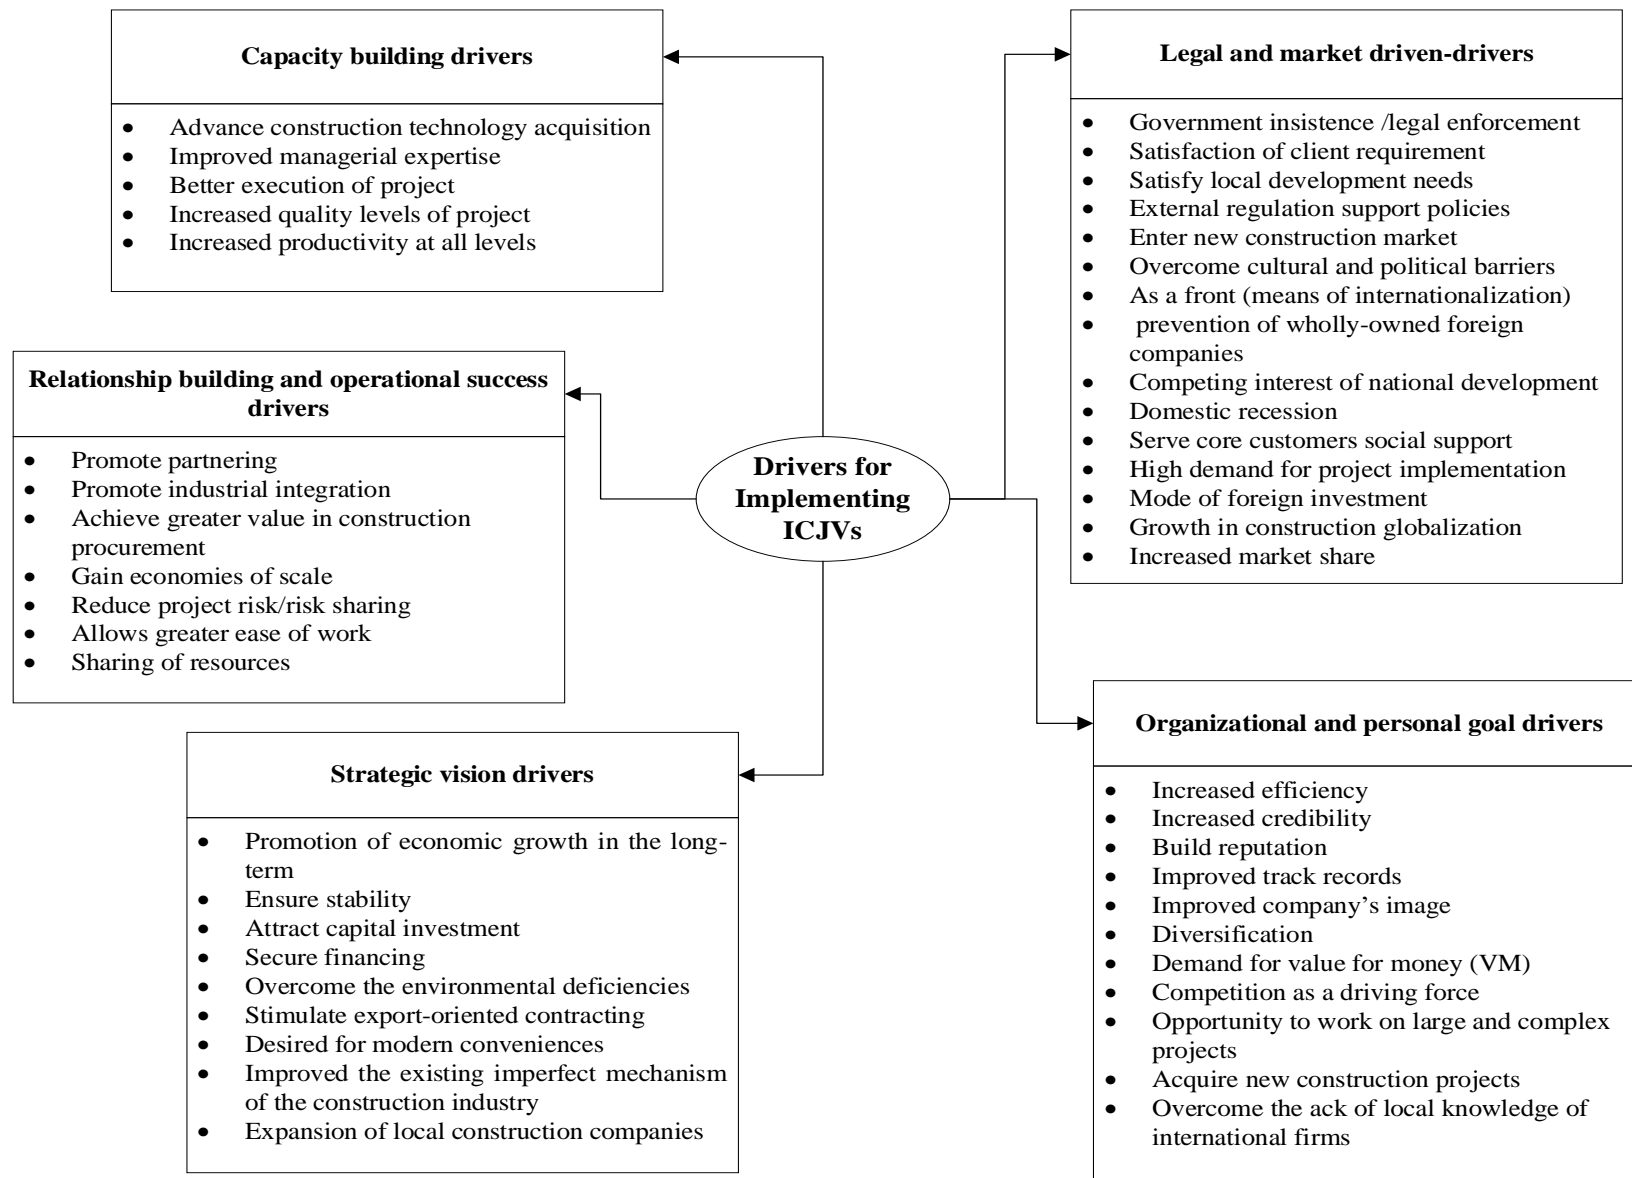 Capacity building drivers
• Advance construction technology acquisition
• Improved managerial expertise
• Better execution of project
• Increased quality levels of project
• Increased productivity at all levels
Legal and market driven-drivers
• Government insistence /legal enforcement
• Satisfaction of client requirement
• Satisfy local development needs
• External regulation support policies
• Enter new construction market
• Overcome cultural and political barriers
• As a front (means of internationalization)
• prevention of wholly-owned foreign
companies
• Competing interest of national development
• Domestic recession
• Serve core customers social support
• High demand for project implementation
• Mode of foreign investment
• Growth in construction globalization
• Increased market share
Relationship building and operational success
drivers
• Promote partnering
• Promote industrial integration
• Achieve greater value in construction
procurement
• Gain economies of scale
• Reduce project risk/risk sharing
• Allows greater ease of work
• Sharing of resources
Drivers for
Implementing
ICJVs
Strategic vision drivers
• Promotion of economic growth in the long-
term
• Ensure stability
• Attract capital investment
• Secure financing
• Overcome the environmental deficiencies
• Stimulate export-oriented contracting
• Desired for modern conveniences
• Improved the existing imperfect mechanism
of the construction industry
• Expansion of local construction companies
Organizational and personal goal drivers
• Increased efficiency
• Increased credibility
• Build reputation
• Improved track records
• Improved company’s image
• Diversification
• Demand for value for money (VM)
• Competition as a driving force
• Opportunity to work on large and complex
projects
• Acquire new construction projects
• Overcome the ack of local knowledge of
international firms